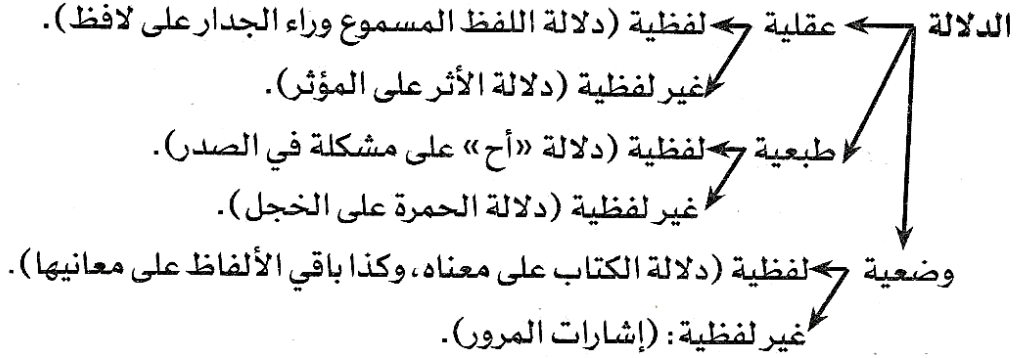 الدلالة عقلية لفظية (دلالة اللفظ المسموع وراء الجدار على لافظ).
غير لفظية (دلالة الأثر على المؤثر).
طبعية لفظية (دلالة «أح» على مشكلة في الصدر).
غير لفظية (دلالة الحمرة على الخجل).
وضعية لفظية (دلالة الكتاب على معناه، وكذا باقي الألفاظ على معانيها).
غير لفظية: (إشارات المرور).